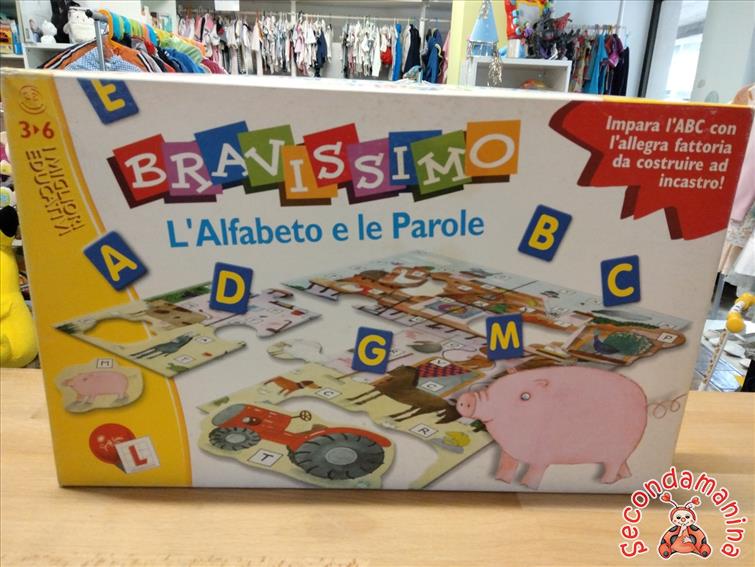 3▸6
I MIGLIORI
EDUCATIVI
E
BRAVISSIMO
L'Alfabeto e le Parole
Impara l'ABC con
l'allegra fattoria
da costruire ad
incastro!
A
D
B
C
G
M
M
T
C
R
P
L
secondamanina